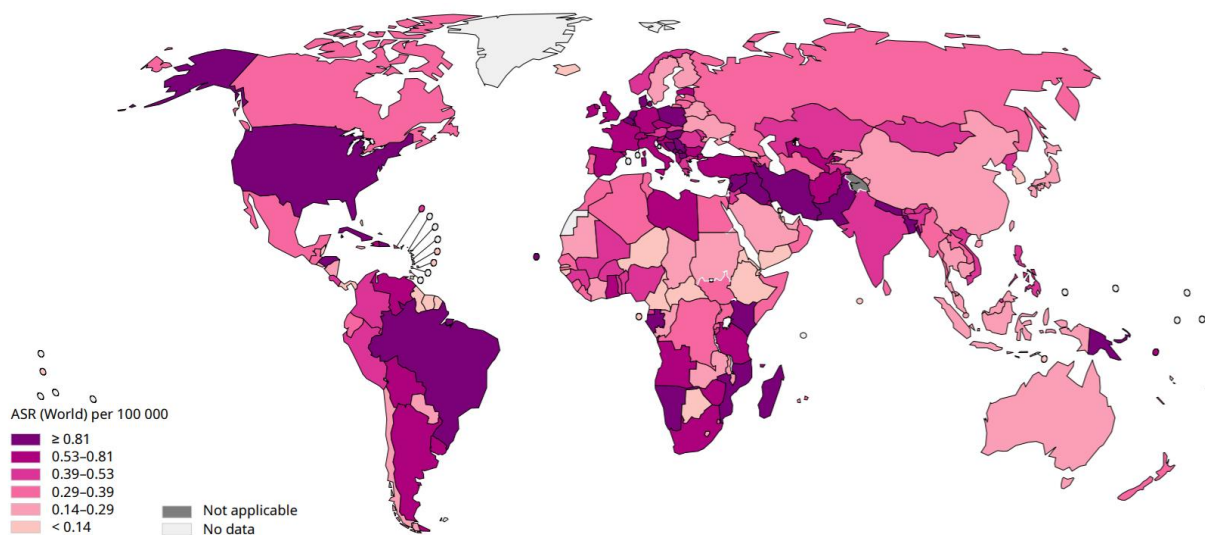 ASR (World) per 100 000
≥ 0.81
0.53–0.81
0.39–0.53
0.29–0.39
0.14–0.29
< 0.14
Not applicable
No data